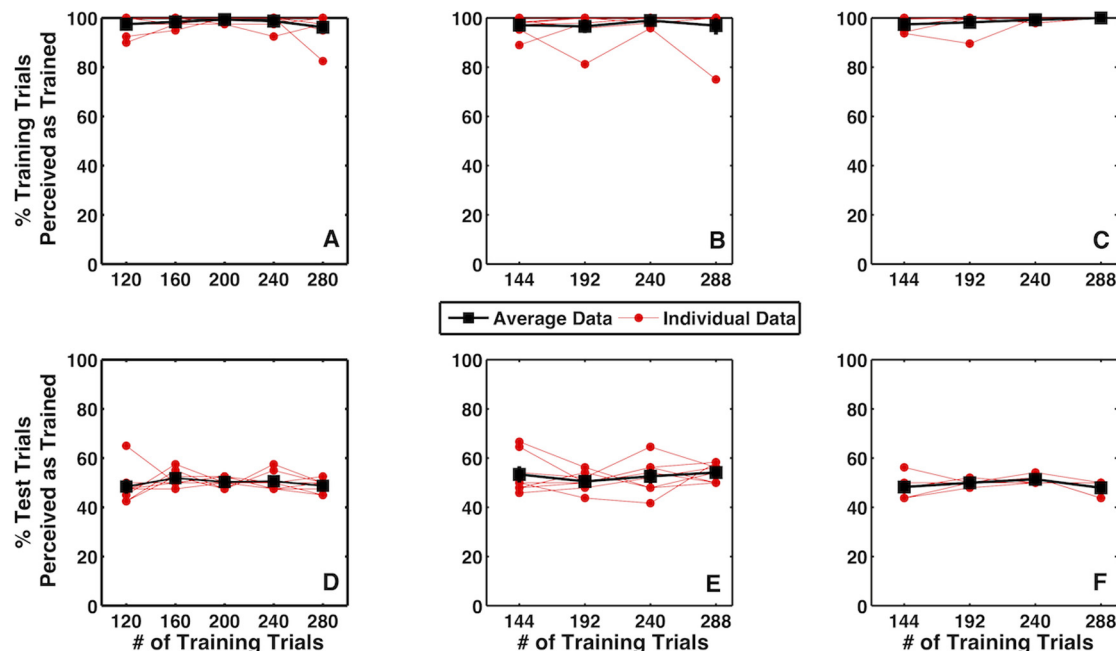 % Training Trials
Perceived as Trained
100
80
60
40
20
0
120 160 200 240 280
A
100
80
60
40
20
0
144 192 240 288
B
100
80
60
40
20
0
144 192 240 288
C
Average Data Individual Data
% Test Trials
Perceived as Trained
100
80
60
40
20
0
120 160 200 240 280
# of Training Trials
D
100
80
60
40
20
0
144 192 240 288
# of Training Trials
E
100
80
60
40
20
0
144 192 240 288
# of Training Trials
F